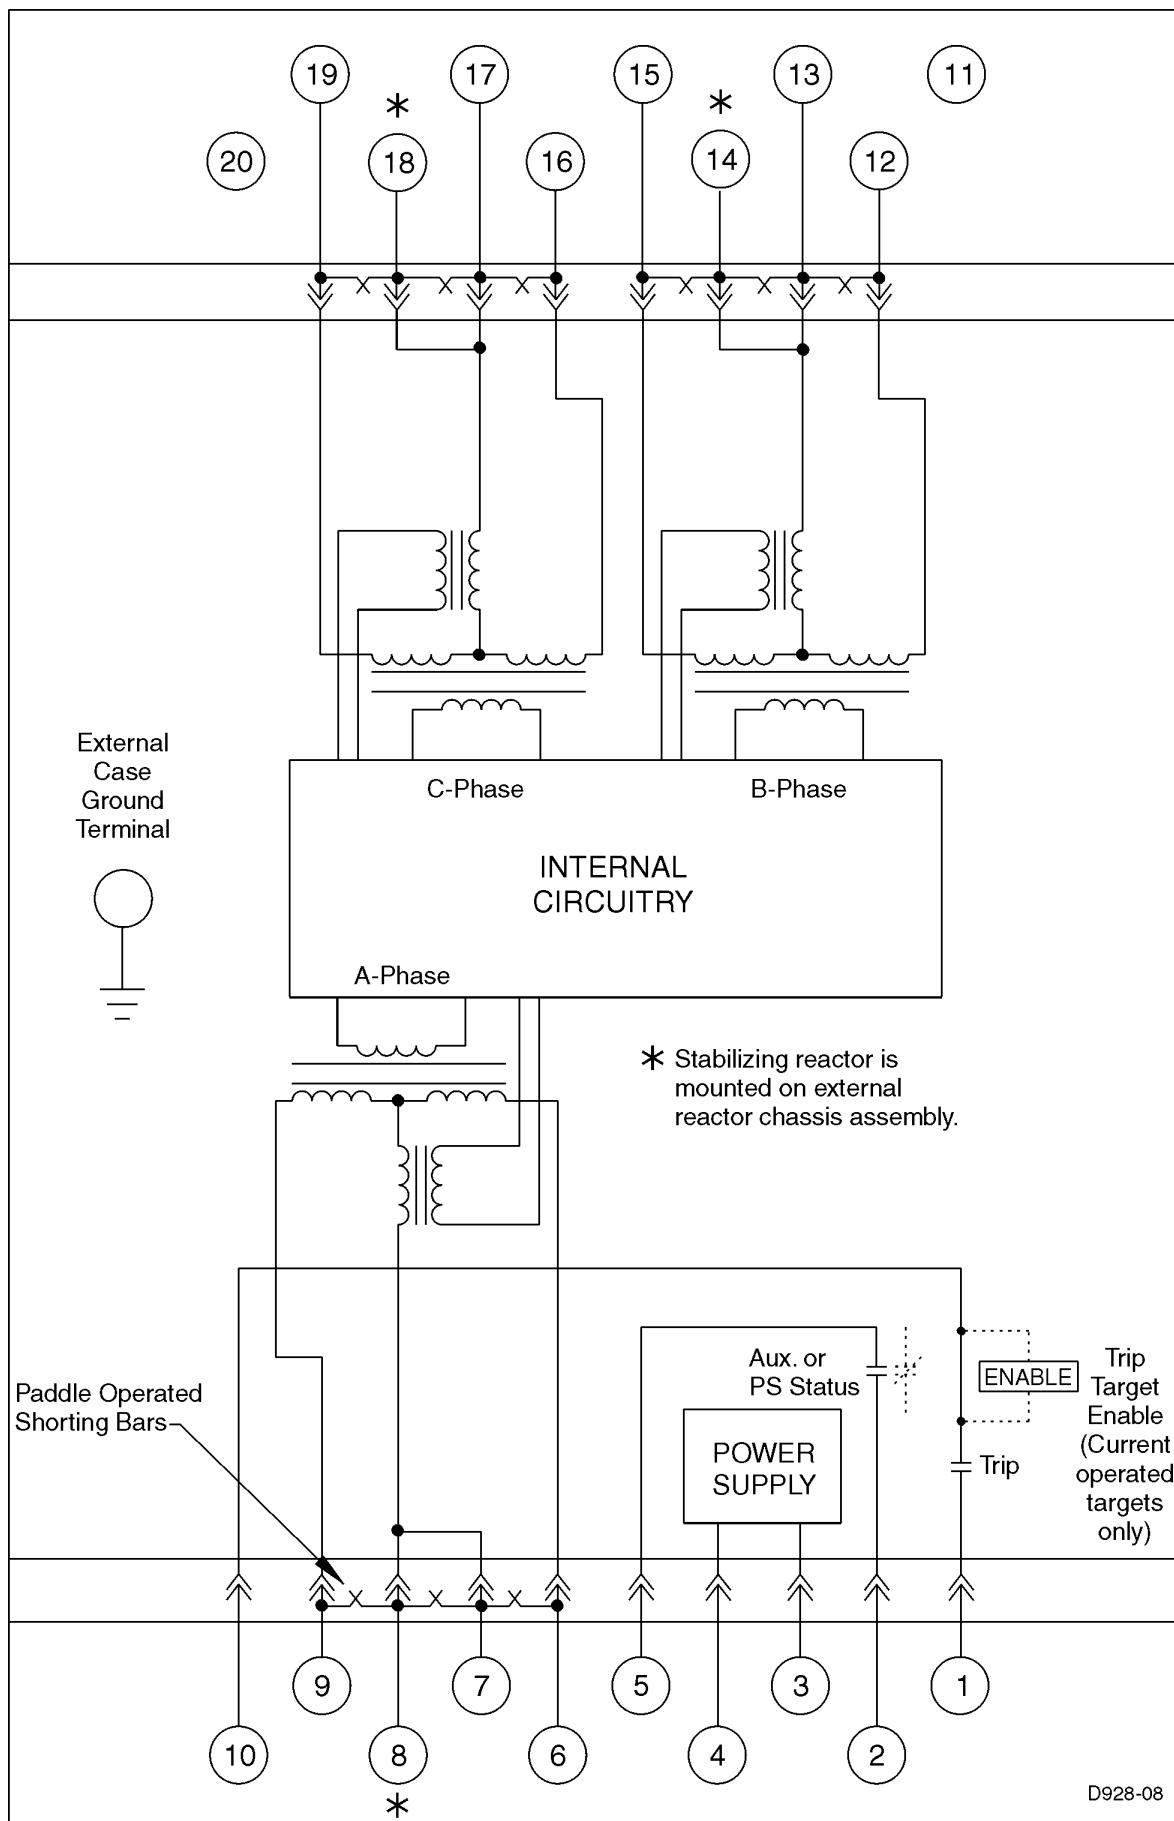 19
17
15
13
11
*
*
20
18
16
14
12
External
Case
Ground
Terminal
C-Phase
B-Phase
INTERNAL
CIRCUITRY
A-Phase
* Stabilizing reactor is
mounted on external
reactor chassis assembly.
Aux. or
PS Status
ENABLE
Trip
Target
Enable
(Current
operated
targets
only)
Paddle Operated
Shorting Bars
POWER
SUPPLY
Trip
9
7
5
3
1
10
8
6
4
2
*
D928-08